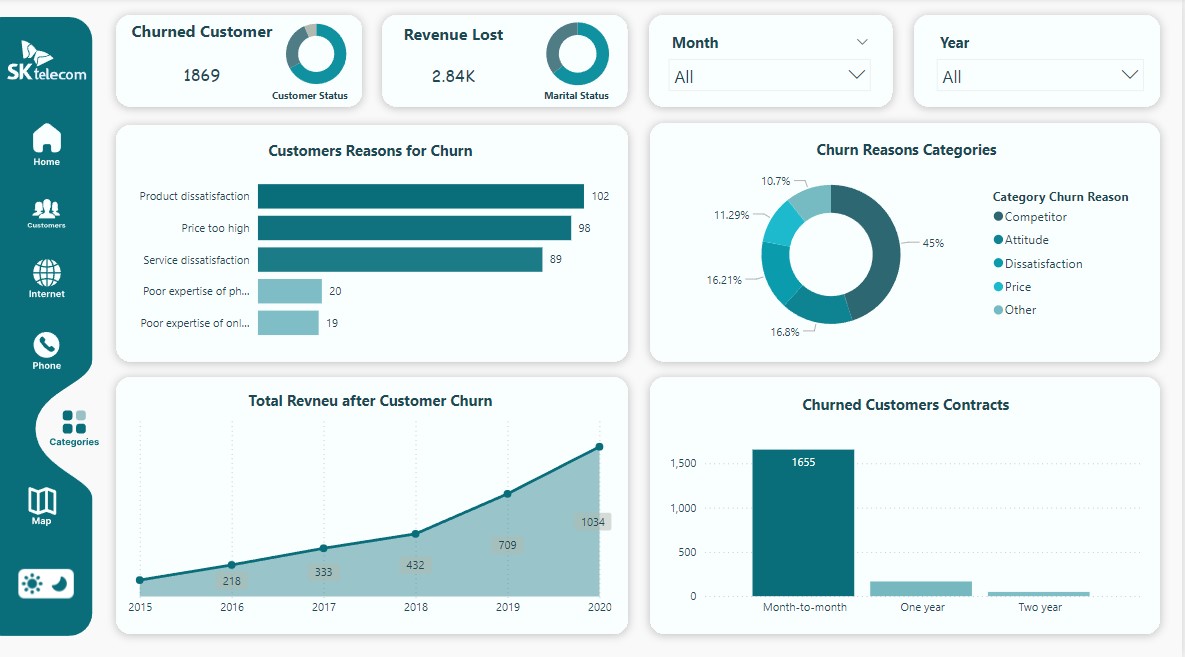 SK telecom
Home
Customers
Internet
Phone
Categories
Map
Churned Customer
1869
Customer Status
Revenue Lost
2.84K
Marital Status
Month
All
Year
All
Customers Reasons for Churn
Product dissatisfaction 102
Price too high 98
Service dissatisfaction 89
Poor expertise of ph... 20
Poor expertise of onl... 19
Churn Reasons Categories
10.7%
11.29%
16.21%
16.8%
45%
Category Churn Reason
Competitor
Attitude
Dissatisfaction
Price
Other
Total Revneu after Customer Churn
218
333
432
709
1034
2015 2016 2017 2018 2019 2020
Churned Customers Contracts
1,500
1,000
500
0
1655
Month-to-month One year Two year